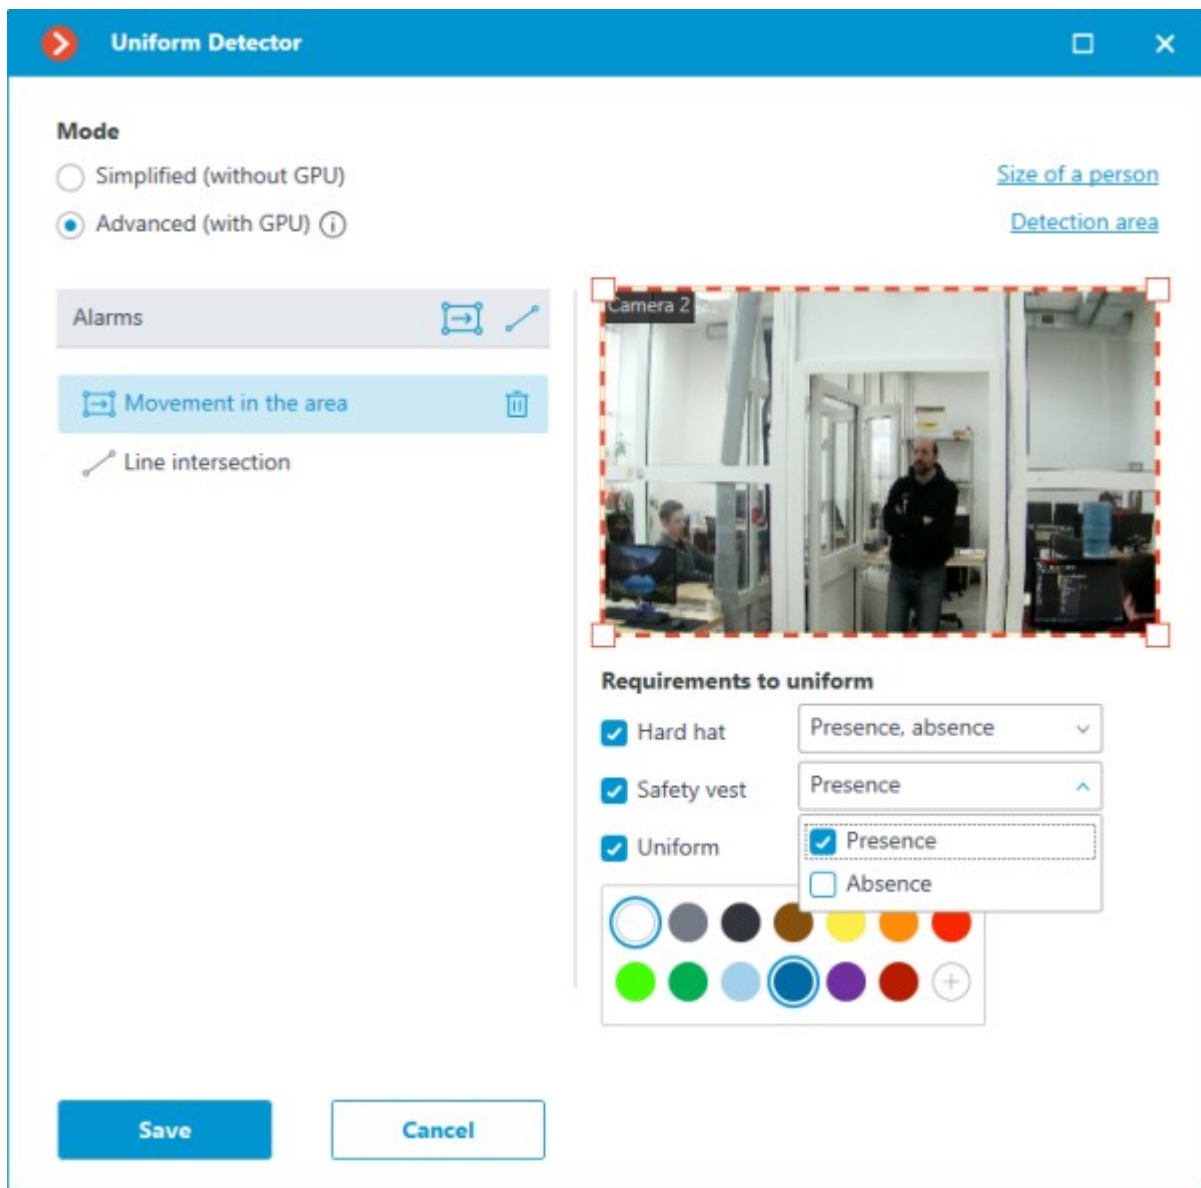 Uniform Detector
Mode
Simplified (without GPU)
Advanced (with GPU)
Size of a person
Detection area
Alarms
Movement in the area
Line intersection
Camera 2
Requirements to uniform
Hard hat
Presence, absence
Safety vest
Presence
Uniform
Presence
Absence
Save
Cancel